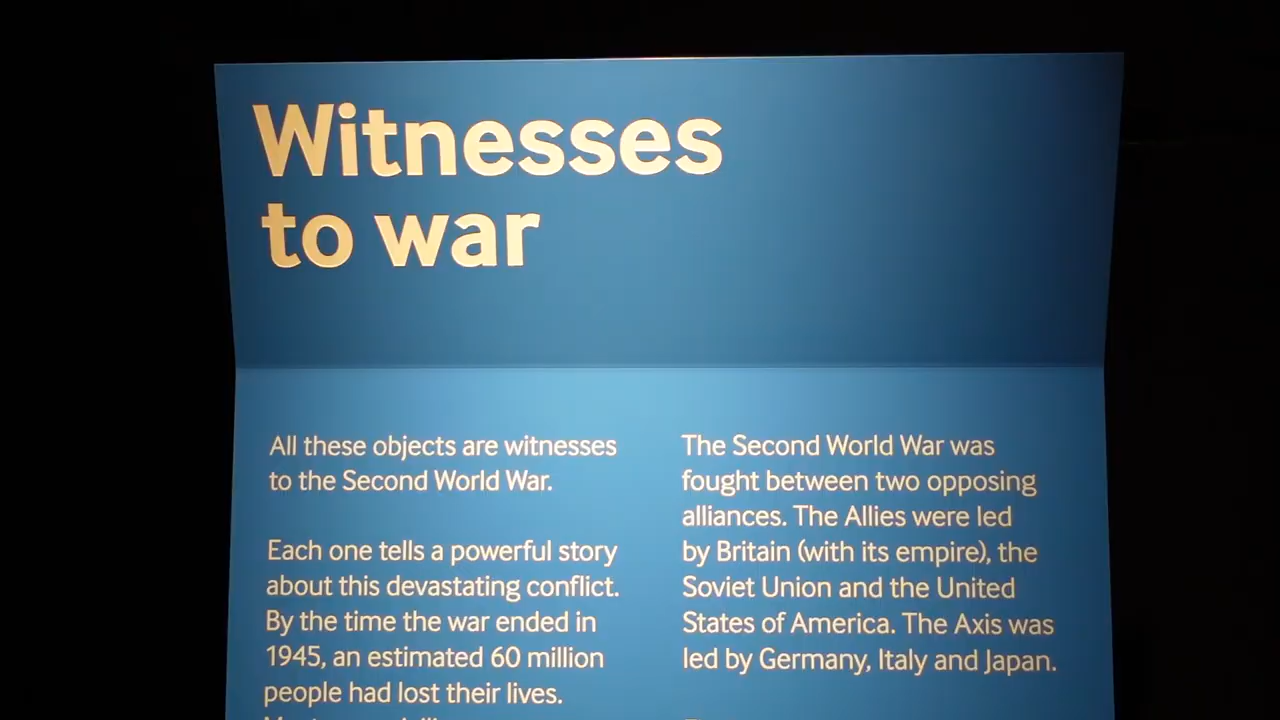 Witnesses
to war
All these objects are witnesses
to the Second World War.
Each one tells a powerful story
about this devastating conflict.
By the time the war ended in
1945, an estimated 60 million
people had lost their lives.
The Second World War was
fought between two opposing
alliances. The Allies were led
by Britain (with its empire), the
Soviet Union and the United
States of America. The Axis was
led by Germany, Italy and Japan.